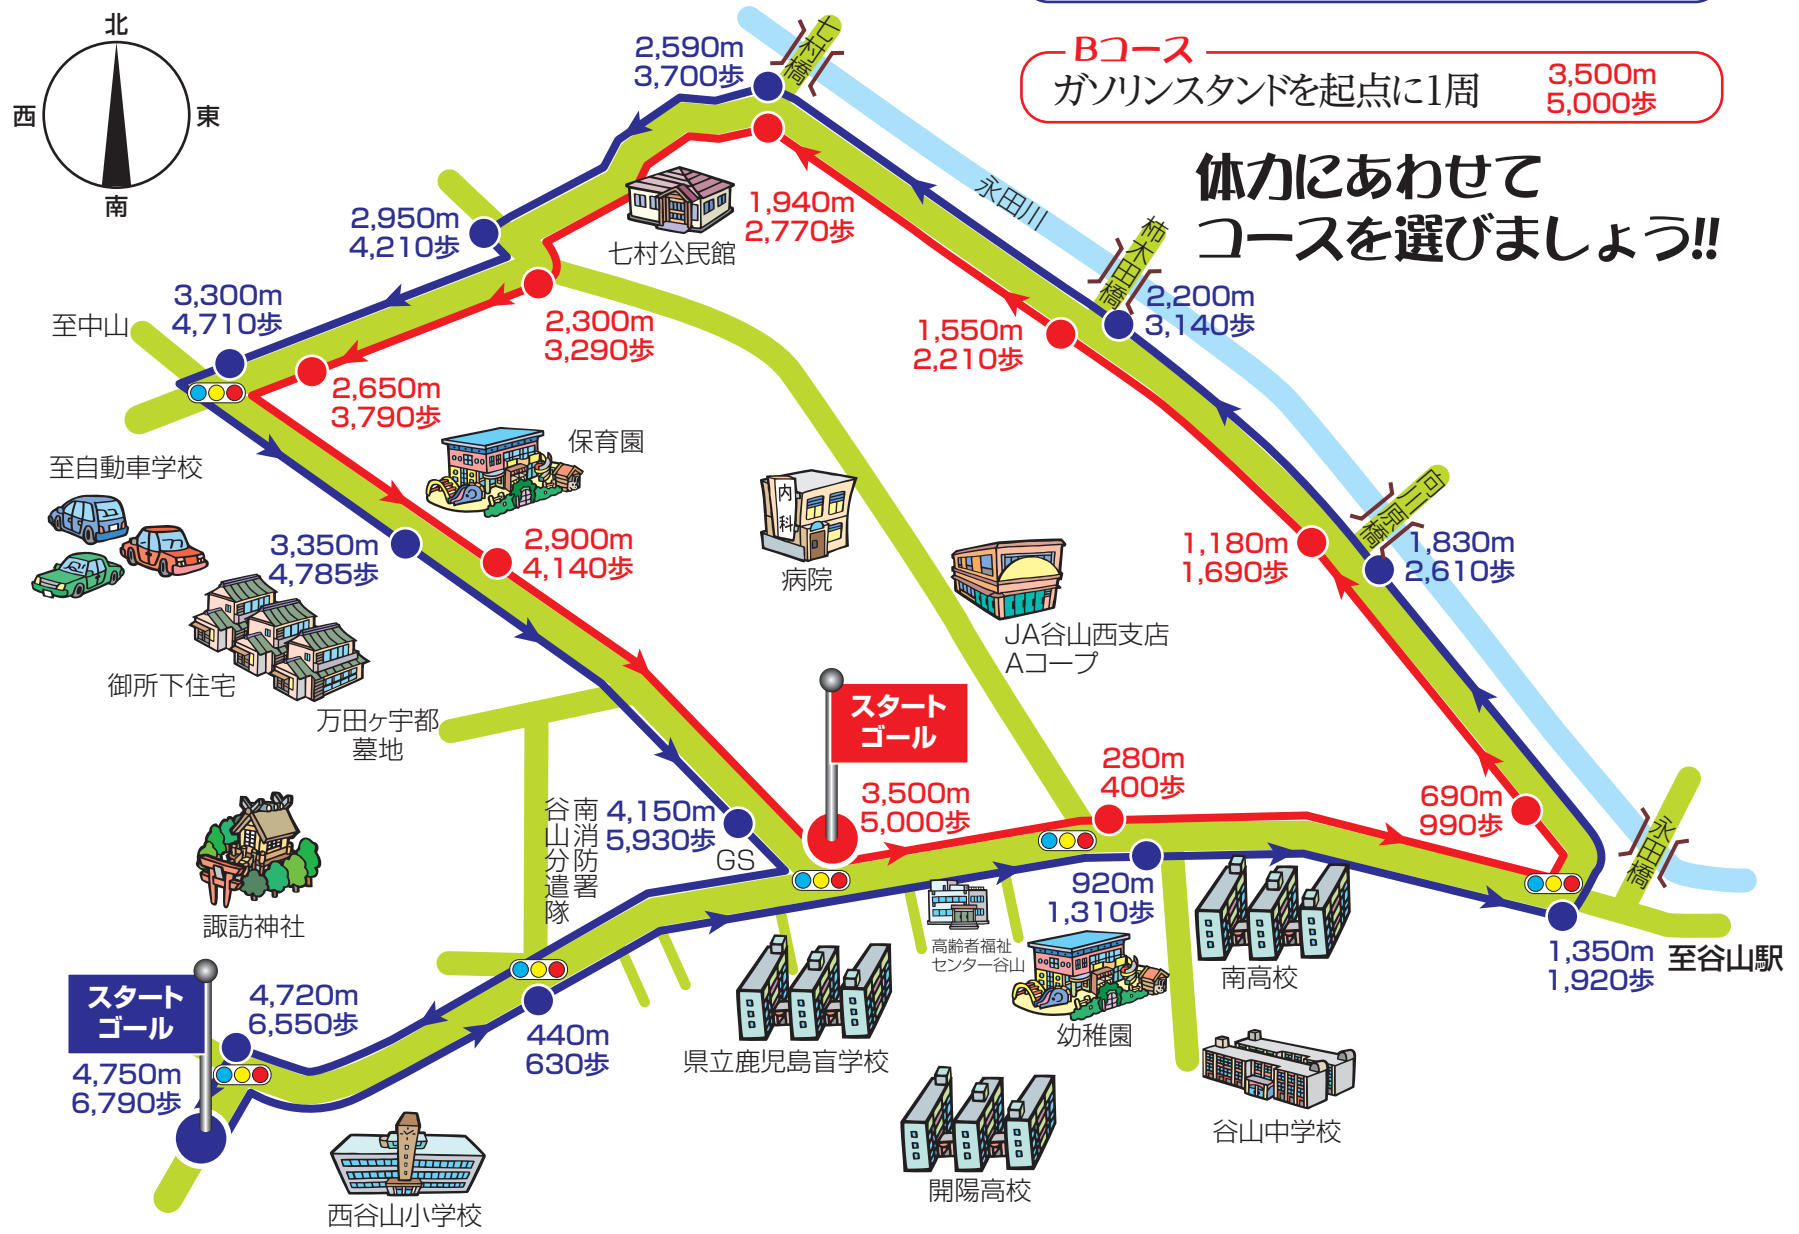 北
西
東
南
Bコース
ガソリンスタンドを起点に1周
3,500m
5,000歩
体力にあわせて
コースを選びましょう!!
七村橋
2,590m
3,700歩
永田川
柿木田橋
1,940m
2,770歩
七村公民館
2,950m
4,210歩
2,200m
3,140歩
3,300m
4,710歩
至中山
2,300m
3,290歩
1,550m
2,210歩
2,650m
3,790歩
保育園
至自動車学校
内科
病院
向川原橋
1,180m
1,690歩
1,830m
2,610歩
3,350m
4,785歩
2,900m
4,140歩
JA谷山西支店
Aコープ
御所下住宅
万田ヶ宇都
墓地
スタート
ゴール
3,500m
5,000歩
280m
400歩
690m
990歩
南消防署
谷山分遣隊
4,150m
5,930歩
GS
永田橋
諏訪神社
920m
1,310歩
高齢者福祉
センター谷山
南高校
1,350m
1,920歩
至谷山駅
スタート
ゴール
4,720m
6,550歩
440m
630歩
県立鹿児島盲学校
幼稚園
4,750m
6,790歩
谷山中学校
開陽高校
西谷山小学校